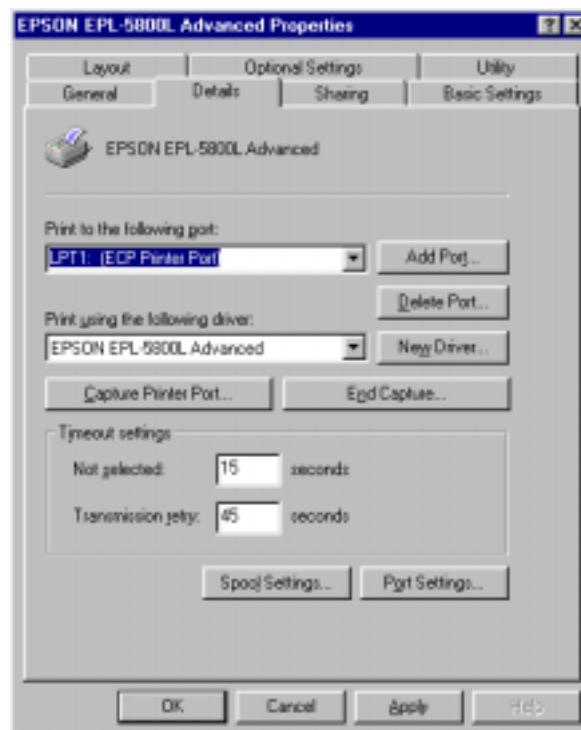 EPSON EPL-5800L Advanced Properties
Layout Optional Settings Utility
General Details Sharing Basic Settings
EPSON EPL-5800L Advanced
Print to the following port:
LPT1: (ECP Printer Port)
Add Port...
Delete Port...
Print using the following driver:
EPSON EPL-5800L Advanced
New Driver...
Capture Printer Port... End Capture...
Timeout settings
Not selected: 15 seconds
Transmission retry: 45 seconds
Spool Settings... Port Settings...
OK Cancel Apply Help